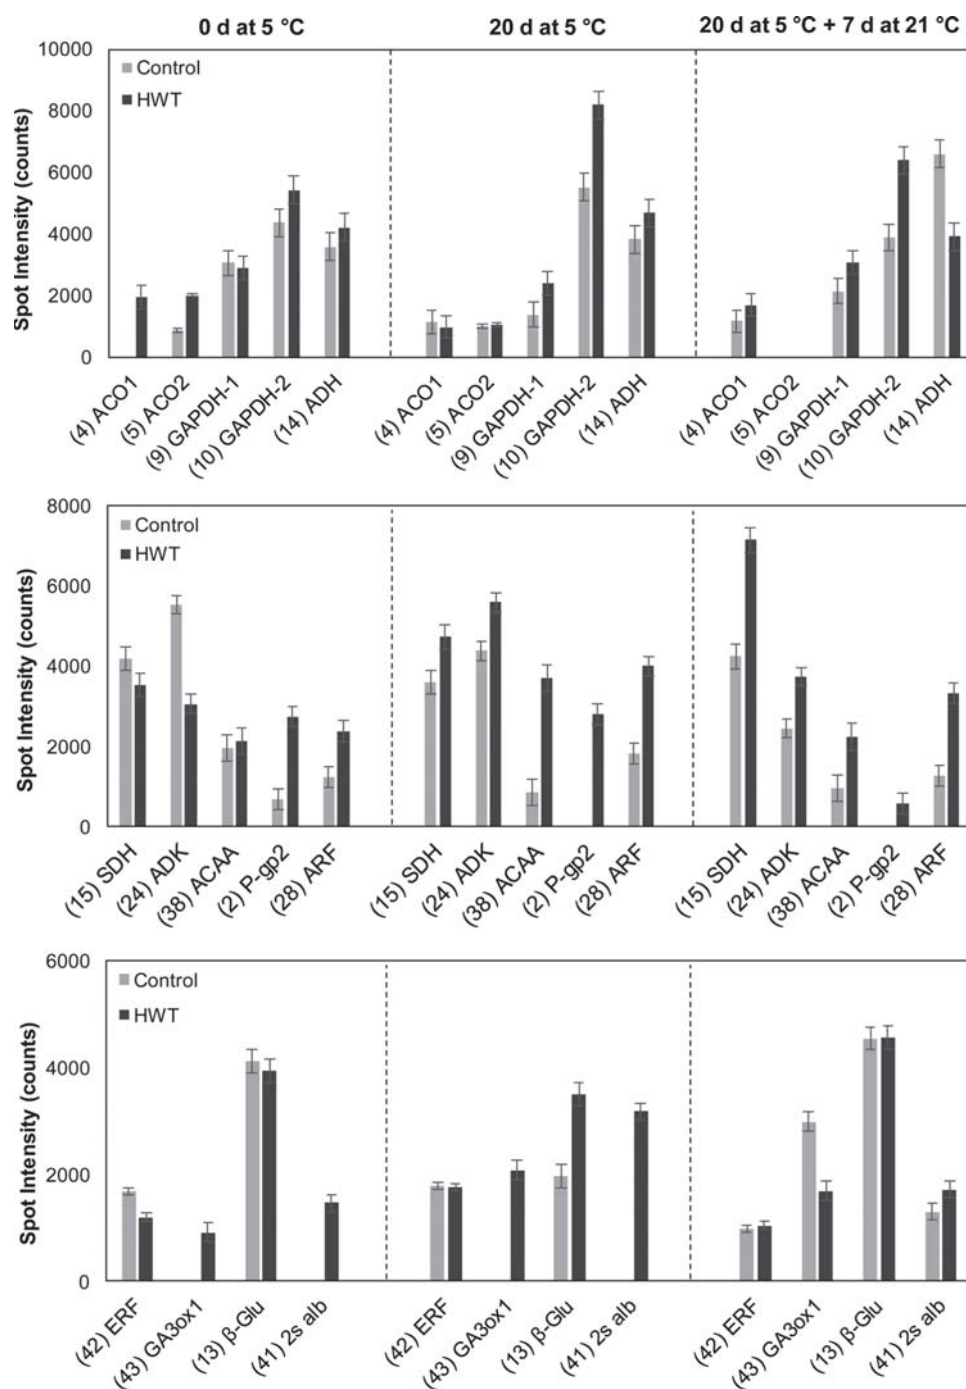 0 d at 5 °C 20 d at 5 °C 20 d at 5 °C + 7 d at 21 °C
Spot Intensity (counts)
10000
8000
6000
4000
2000
0
Control
HWT
(4) ACO1 (5) ACO2 (9) GAPDH-1 (10) GAPDH-2 (14) ADH (4) ACO1 (5) ACO2 (9) GAPDH-1 (10) GAPDH-2 (14) ADH (4) ACO1 (5) ACO2 (9) GAPDH-1 (10) GAPDH-2 (14) ADH
Spot Intensity (counts)
8000
6000
4000
2000
0
Control
HWT
(15) SDH (24) ADK (38) ACAA (2) P-gp2 (28) ARF (15) SDH (24) ADK (38) ACAA (2) P-gp2 (28) ARF (15) SDH (24) ADK (38) ACAA (2) P-gp2 (28) ARF
Spot Intensity (counts)
6000
4000
2000
0
Control
HWT
(42) ERF (43) GA3ox1 (13) β-Glu (41) 2s alb (42) ERF (43) GA3ox1 (13) β-Glu (41) 2s alb (42) ERF (43) GA3ox1 (13) β-Glu (41) 2s alb